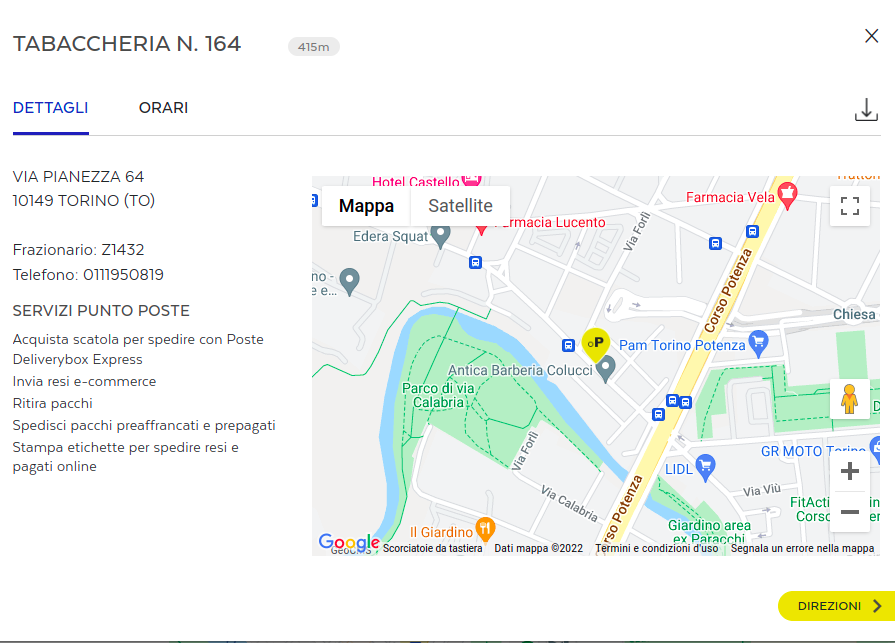 TABACCHERIA N. 164
415m
DETTAGLI
ORARI
VIA PIANEZZA 64
10149 TORINO (TO)
Frazionario: Z1432
Telefono: 0111950819
SERVIZI PUNTO POSTE
Acquista scatola per spedire con Poste
Deliverybox Express
Invia resi e-commerce
Ritira pacchi
Spedisci pacchi preaffrancati e prepagati
Stampa etichette per spedire resi e
pagati online
Hotel Castello
Mappa
Satellite
Farmacia Vela
Farmacia Lucento
Edera Squat
Via Forlì
Corso Potenza
Chiesa
P
Pam Torino Potenza
Antica Barberia Colucci
Parco di via
Calabria
Via Forlì
GR MOTO Torino
LIDL
Via Viù
Via Calabria
Corso Potenza
FitActi
Corso
Il Giardino
Giardino area
ex Paracchi
Google
Scorciatoie da tastiera
Dati mappa ©2022
Termini e condizioni d'uso
Segnala un errore nella mappa
DIREZIONI